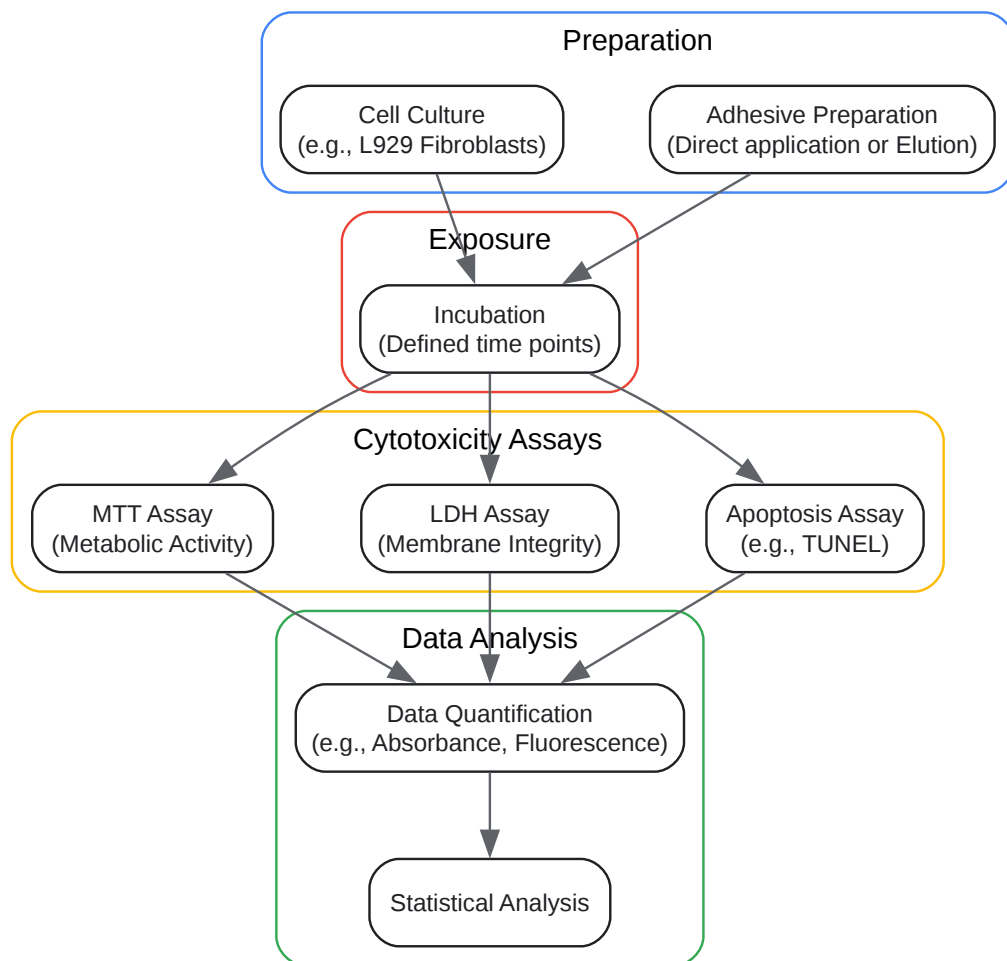 Preparation
Cell Culture
(e.g., L929 Fibroblasts)
Adhesive Preparation
(Direct application or Elution)
Exposure
Incubation
(Defined time points)
Cytotoxicity Assays
MTT Assay
(Metabolic Activity)
LDH Assay
(Membrane Integrity)
Apoptosis Assay
(e.g., TUNEL)
Data Analysis
Data Quantification
(e.g., Absorbance, Fluorescence)
Statistical Analysis